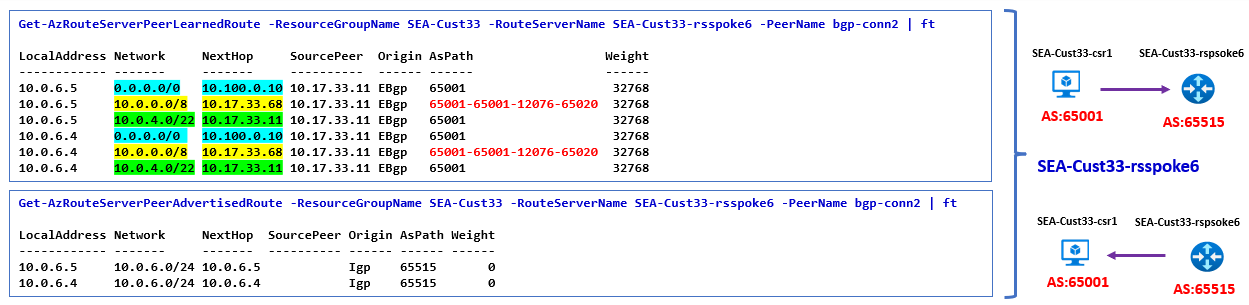 Get-AzRouteServerPeerLearnedRoute -ResourceGroupName SEA-Cust33 -RouteServerName SEA-Cust33-rsspoke6 -PeerName bgp-conn2 | ft
LocalAddress Network NextHop SourcePeer Origin AsPath Weight
------------ ------- ------- ---------- ------ ------ ------
10.0.6.5 0.0.0.0/0 10.100.0.10 10.17.33.11 EBgp 65001 32768
10.0.6.5 10.0.0.0/8 10.17.33.68 10.17.33.11 EBgp 65001-65001-12076-65020 32768
10.0.6.5 10.0.4.0/22 10.17.33.11 10.17.33.11 EBgp 65001 32768
10.0.6.4 0.0.0.0/0 10.100.0.10 10.17.33.11 EBgp 65001 32768
10.0.6.4 10.0.0.0/8 10.17.33.68 10.17.33.11 EBgp 65001-65001-12076-65020 32768
10.0.6.4 10.0.4.0/22 10.17.33.11 10.17.33.11 EBgp 65001 32768
Get-AzRouteServerPeerAdvertisedRoute -ResourceGroupName SEA-Cust33 -RouteServerName SEA-Cust33-rsspoke6 -PeerName bgp-conn2 | ft
LocalAddress Network NextHop SourcePeer Origin AsPath Weight
------------ ------- ------- ---------- ------ ------ ------
10.0.6.5 10.0.6.0/24 10.0.6.5 Igp 65515 0
10.0.6.4 10.0.6.0/24 10.0.6.4 Igp 65515 0
SEA-Cust33-csr1 SEA-Cust33-rspsoke6
AS:65001 AS:65515
SEA-Cust33-rsspoke6
SEA-Cust33-csr1 SEA-Cust33-rspsoke6
AS:65001 AS:65515